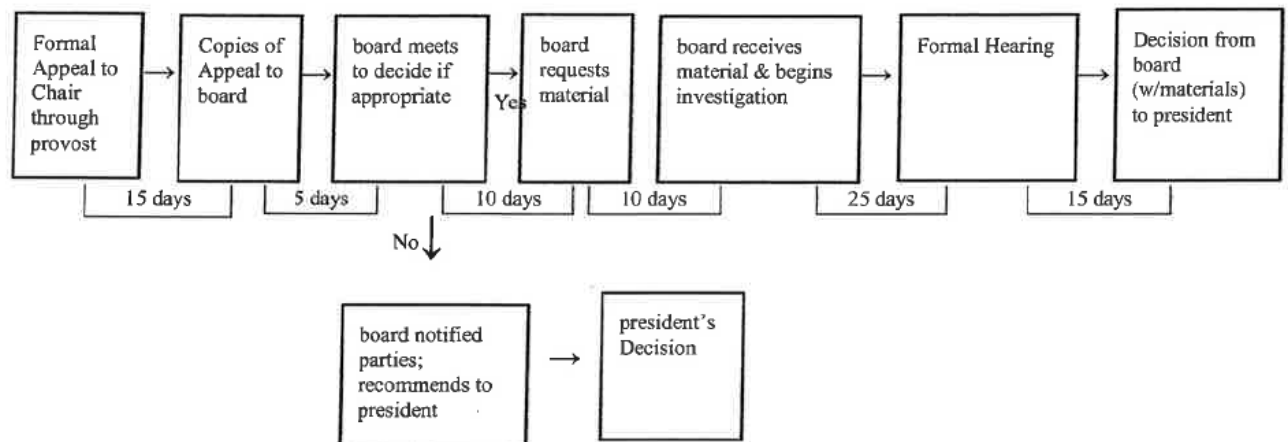 Formal
Appeal to
Chair
through
provost
Copies of
Appeal to
board
board meets
to decide if
appropriate
Yes
board
requests
material
board receives
material & begins
investigation
Formal Hearing
Decision from
board
(w/materials)
to president
15 days
5 days
10 days
10 days
25 days
15 days
No
board notified
parties;
recommends to
president
president's
Decision